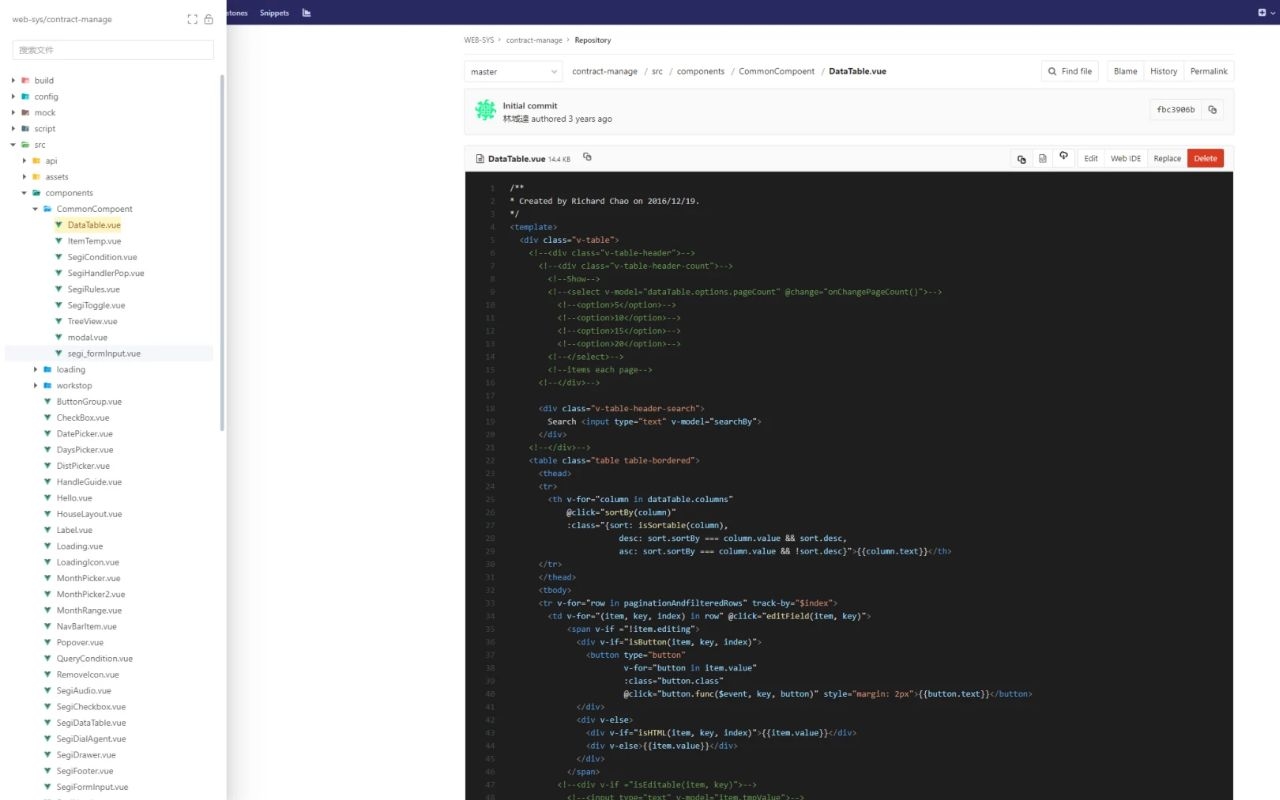 web-sys/contract-manage
搜索文件
build
config
mock
script
src
api
assets
components
CommonCompoent
DataTable.vue
ItemTemp.vue
SegiCondition.vue
SegiHandlerPop.vue
SegiRules.vue
SegiToggle.vue
TreeView.vue
modal.vue
segi_formInput.vue
loading
workstop
ButtonGroup.vue
CheckBox.vue
DatePicker.vue
DaysPicker.vue
DistPicker.vue
HandleGuide.vue
Hello.vue
HouseLayout.vue
Label.vue
Loading.vue
LoadingIcon.vue
MonthPicker.vue
MonthPicker2.vue
MonthRange.vue
NavBarItem.vue
Popover.vue
QueryCondition.vue
RemoveIcon.vue
SegiAudio.vue
SegiCheckbox.vue
SegiDataTable.vue
SegiDialAgent.vue
SegiDrawer.vue
SegiFooter.vue
SegiFormInput.vue
stones Snippets
WEB-SYS > contract-manage > Repository
master contract-manage / src / components / CommonCompoent / DataTable.vue Find file Blame History Permalink
Initial commit
林城逵 authored 3 years ago
fbc3906b
DataTable.vue 14.4 KB Edit Web IDE Replace Delete
1 /**
2 * Created by Richard Chao on 2016/12/19.
3 */
4 <template>
5 <div class="v-table">
6 <!--<div class="v-table-header">-->
7 <!--<div class="v-table-header-count">-->
8 <!--Show-->
9 <!--<select v-model="dataTable.options.pageCount" @change="onChangePageCount()">-->
10 <!--<option>5</option>-->
11 <!--<option>10</option>-->
12 <!--<option>15</option>-->
13 <!--<option>20</option>-->
14 <!--</select>-->
15 <!--items each page-->
16 <!--</div>-->
17
18 <div class="v-table-header-search">
19 Search <input type="text" v-model="searchBy">
20 </div>
21 <!--</div>-->
22 <table class="table table-bordered">
23 <thead>
24 <tr>
25 <th v-for="column in dataTable.columns"
26 @click="sortBy(column)"
27 :class="{sort: isSortable(column),
28 desc: sort.sortBy === column.value && sort.desc,
29 asc: sort.sortBy === column.value && !sort.desc}">{{column.text}}</th>
30 </tr>
31 </thead>
32 <tbody>
33 <tr v-for="row in paginationAndfilteredRows" track-by="$index">
34 <td v-for="(item, key, index) in row" @click="editField(item, key)">
35 <span v-if ="!item.editing">
36 <div v-if="isButton(item, key, index)">
37 <button type="button"
38 v-for="button in item.value"
39 :class="button.class"
40 @click="button.func($event, key, button)" style="margin: 2px">{{button.text}}</button>
41 </div>
42 <div v-else>
43 <div v-if="isHTML(item, key, index)">{{item.value}}</div>
44 <div v-else>{{item.value}}</div>
45 </div>
46 </span>
47 <!--<div v-if ="isEditable(item, key)">-->
48 <!--<input type="text" v-model="item.tmpValue">-->